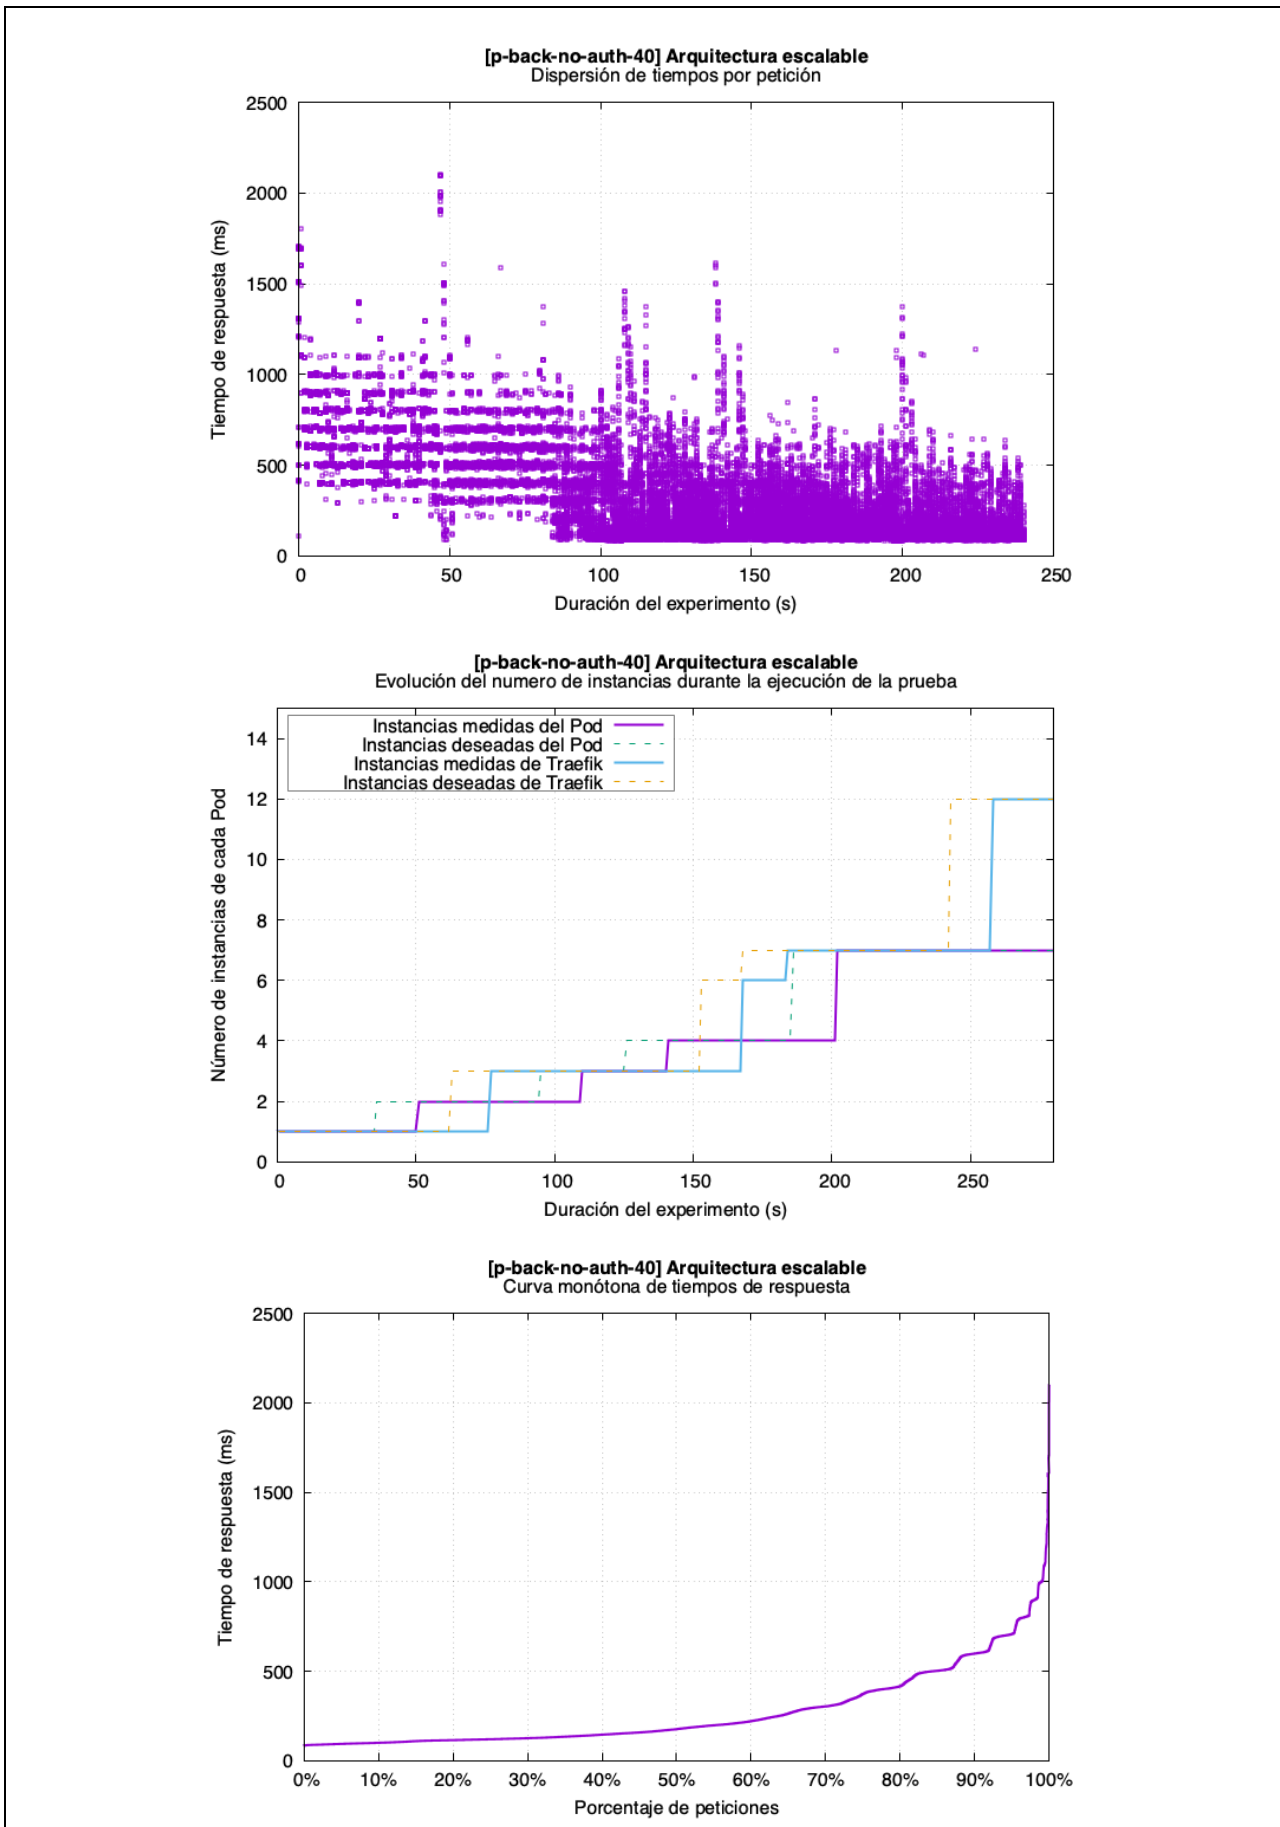 [p-back-no-auth-40] Arquitectura escalable
Dispersión de tiempos por petición
2500
2000
1500
1000
500
0
Tiempo de respuesta (ms)
0 50 100 150 200 250
Duración del experimento (s)
[p-back-no-auth-40] Arquitectura escalable
Evolución del numero de instancias durante la ejecución de la prueba
Instancias medidas del Pod
Instancias deseadas del Pod
Instancias medidas de Traefik
Instancias deseadas de Traefik
14
12
10
8
6
4
2
0
Número de instancias de cada Pod
0 50 100 150 200 250
Duración del experimento (s)
[p-back-no-auth-40] Arquitectura escalable
Curva monótona de tiempos de respuesta
2500
2000
1500
1000
500
0
Tiempo de respuesta (ms)
0% 10% 20% 30% 40% 50% 60% 70% 80% 90% 100%
Porcentaje de peticiones